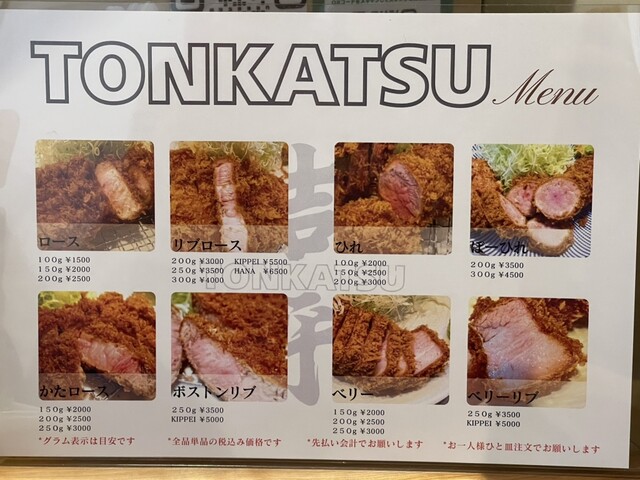 TONKATSU Menu
ロース
100g ¥1500
150g ¥2000
200g ¥2500
リブロース
200g ¥3000 KIPPEI ¥5500
250g ¥3500 HANA ¥6500
300g ¥4000
ひれ
100g ¥2000
150g ¥2500
200g ¥3000
ぼーひれ
200g ¥3500
300g ¥4500
吉平
TONKATSU
かたロース
150g ¥2000
200g ¥2500
250g ¥3000
ボストンリブ
250g ¥3500
KIPPEI ¥5000
ベリー
150g ¥2000
200g ¥2500
250g ¥3000
ベリーリブ
250g ¥3500
KIPPEI ¥5000
*グラム表示は目安です
*全品単品の税込み価格です
*先払い会計でお願いします
*お一人様ひと皿注文でお願いします